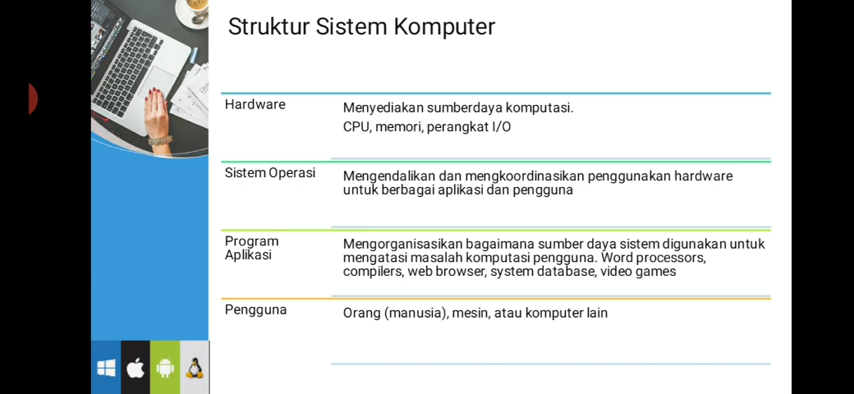 Struktur Sistem Komputer
Hardware
Menyediakan sumberdaya komputasi.
CPU, memori, perangkat I/O
Sistem Operasi
Mengendalikan dan mengkoordinasikan penggunakan hardware
untuk berbagai aplikasi dan pengguna
Program
Aplikasi
Mengorganisasikan bagaimana sumber daya sistem digunakan untuk
mengatasi masalah komputasi pengguna. Word processors,
compilers, web browser, system database, video games
Pengguna
Orang (manusia), mesin, atau komputer lain